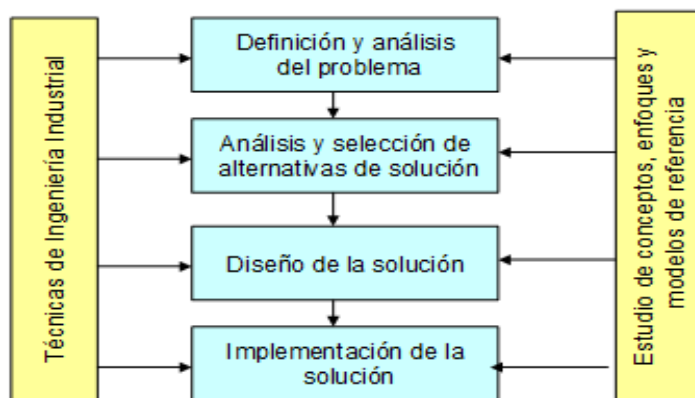 Técnicas de Ingeniería Industrial
Definición y análisis
del problema
Análisis y selección de
alternativas de solución
Diseño de la solución
Implementación de la
solución
Estudio de conceptos, enfoques y
modelos de referencia